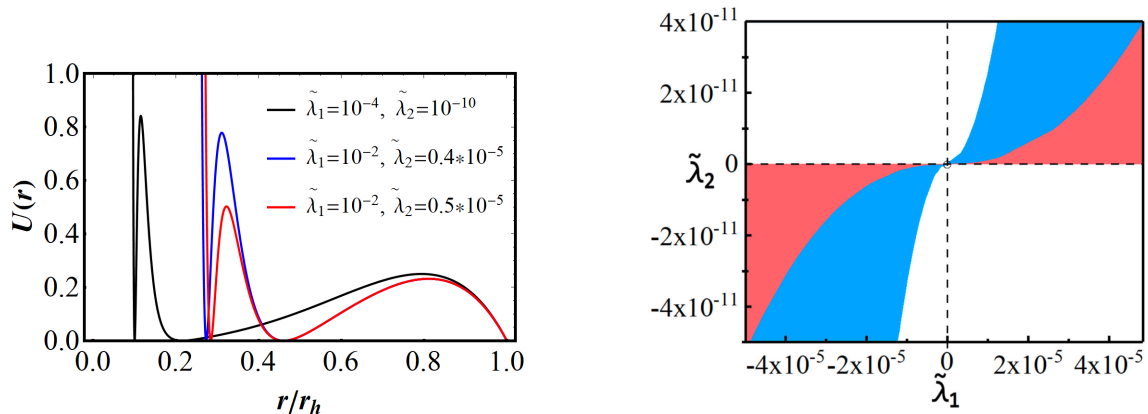 U(r)
1.0
0.8
0.6
0.4
0.2
0.0
λ̃₁=10⁻⁴, λ̃₂=10⁻¹⁰
λ̃₁=10⁻², λ̃₂=0.4*10⁻⁵
λ̃₁=10⁻², λ̃₂=0.5*10⁻⁵
0.0 0.2 0.4 0.6 0.8 1.0
r/r_h
4x10⁻¹¹
2x10⁻¹¹
0
λ̃₂
-2x10⁻¹¹
-4x10⁻¹¹
-4x10⁻⁵ -2x10⁻⁵ 0 2x10⁻⁵ 4x10⁻⁵
λ̃₁